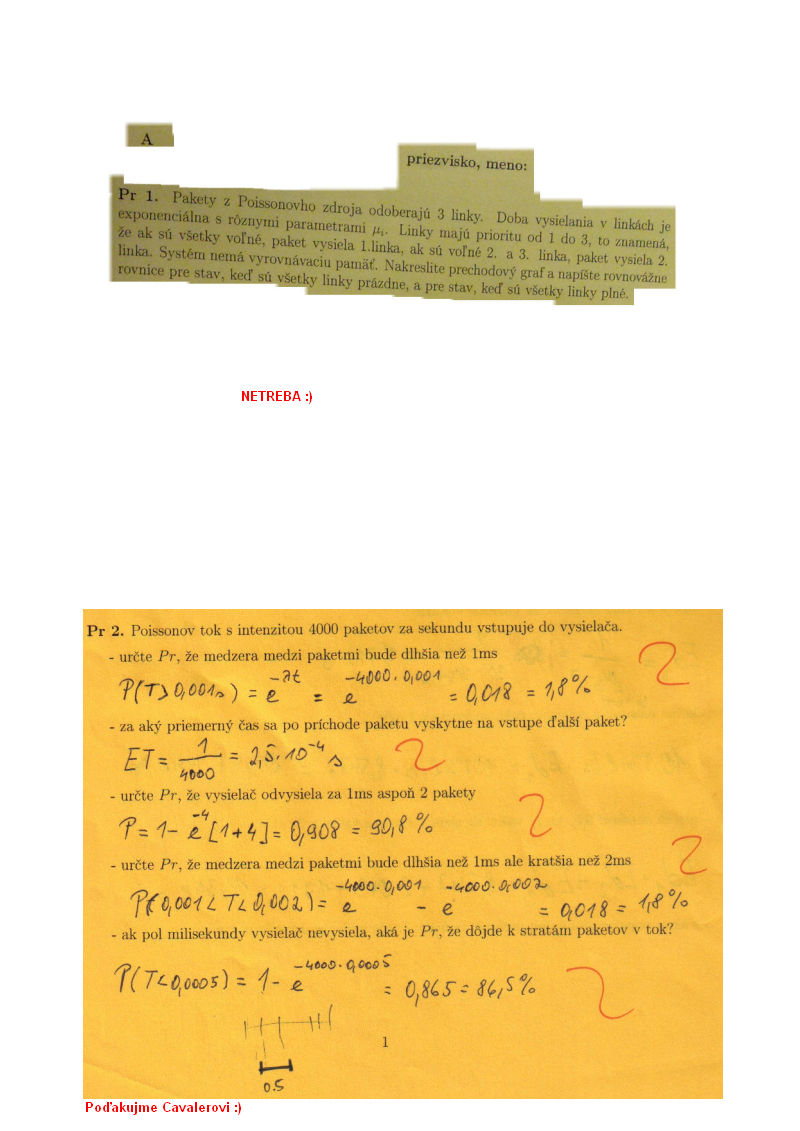 A
priezvisko, meno:
Pr 1. Pakety z Poissonovho zdroja odoberajú 3 linky. Doba vysielania v linkách je
exponenciálna s rôznymi parametrami μi. Linky majú prioritu od 1 do 3, to znamená,
že ak sú všetky voľné, paket vysiela 1.linka, ak sú voľné 2. a 3. linka, paket vysiela 2.
linka. Systém nemá vyrovnávaciu pamäť. Nakreslite prechodový graf a napíšte rovnovážne
rovnice pre stav, keď sú všetky linky prázdne, a pre stav, keď sú všetky linky plné.
NETREBA :)
Pr 2. Poissonov tok s intenzitou 4000 paketov za sekundu vstupuje do vysielača.
- určte Pr, že medzera medzi paketmi bude dlhšia než 1ms
P(T>0,001s) = e^-λt = e^-4000·0,001 = 0,018 = 1,8% 2
- za aký priemerný čas sa po príchode paketu vyskytne na vstupe ďalší paket?
ET = 1/4000 = 2,5·10^-4 s 2
- určte Pr, že vysielač odvysiela za 1ms aspoň 2 pakety
P = 1 - e^-4 [1+4] = 0,908 = 90,8% 2
- určte Pr, že medzera medzi paketmi bude dlhšia než 1ms ale kratšia než 2ms 2
P(0,001 < T < 0,002) = e^-4000·0,001 - e^-4000·0,002 = 0,018 = 1,8%
- ak pol milisekundy vysielač nevysiela, aká je Pr, že dôjde k stratám paketov v tok?
P(T<0,0005) = 1 - e^-4000·0,0005 = 0,865 = 86,5% 2
1
0.5
Poďakujme Cavalerovi :)